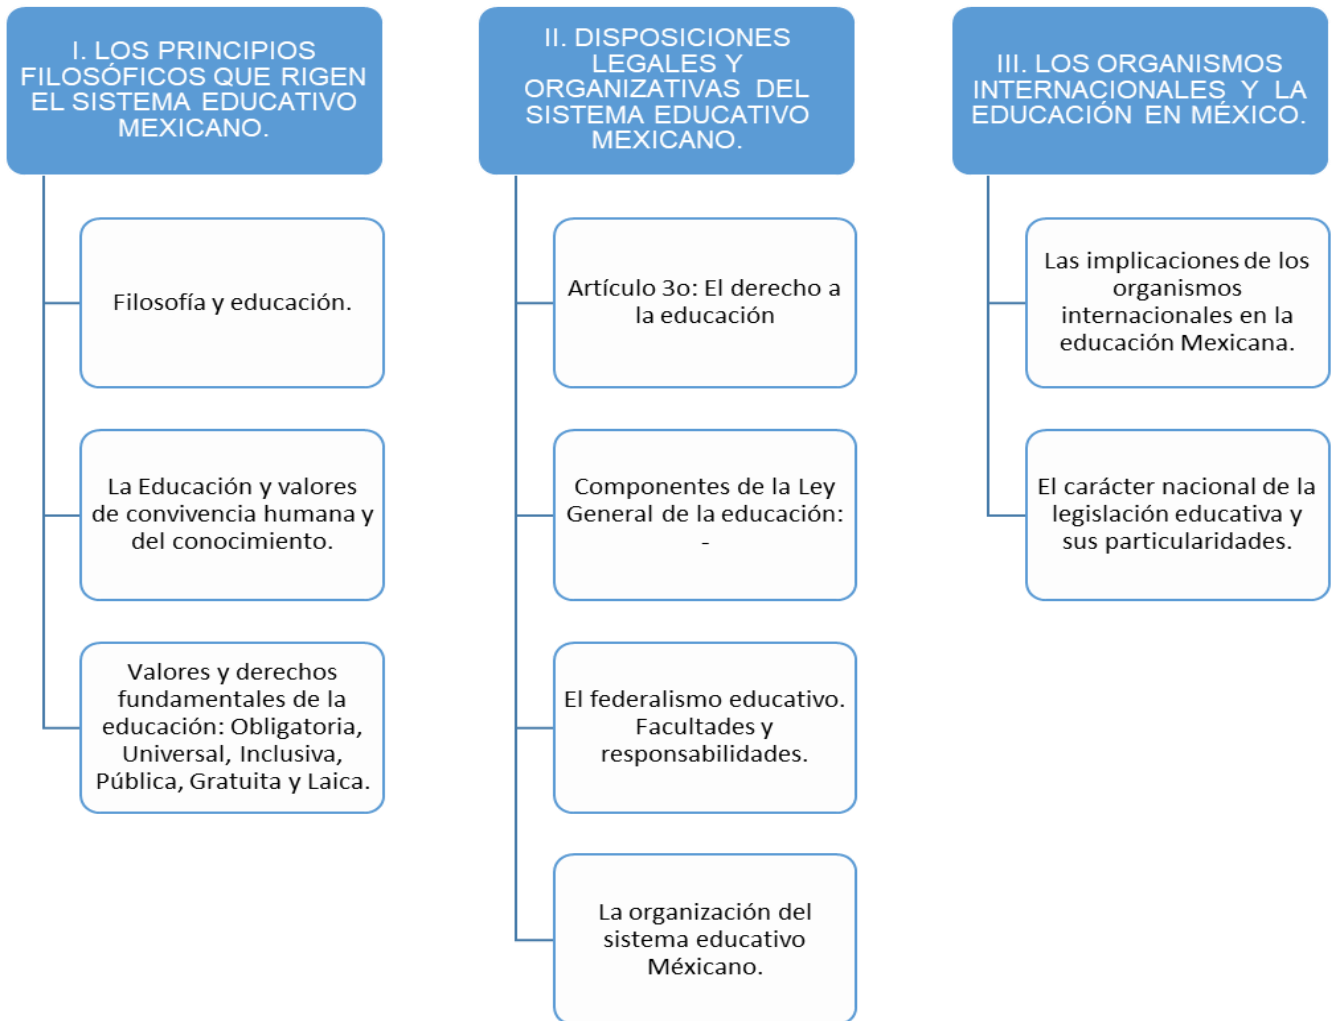 I. LOS PRINCIPIOS
FILOSÓFICOS QUE RIGEN
EL SISTEMA EDUCATIVO
MEXICANO.
Filosofía y educación.
La Educación y valores
de convivencia humana y
del conocimiento.
Valores y derechos
fundamentales de la
educación: Obligatoria,
Universal, Inclusiva,
Pública, Gratuita y Laica.
II. DISPOSICIONES
LEGALES Y
ORGANIZATIVAS DEL
SISTEMA EDUCATIVO
MEXICANO.
Artículo 3o: El derecho a
la educación
Componentes de la Ley
General de la educación:
-
El federalismo educativo.
Facultades y
responsabilidades.
La organización del
sistema educativo
Méxicano.
III. LOS ORGANISMOS
INTERNACIONALES Y LA
EDUCACIÓN EN MÉXICO.
Las implicaciones de los
organismos
internacionales en la
educación Mexicana.
El carácter nacional de la
legislación educativa y
sus particularidades.